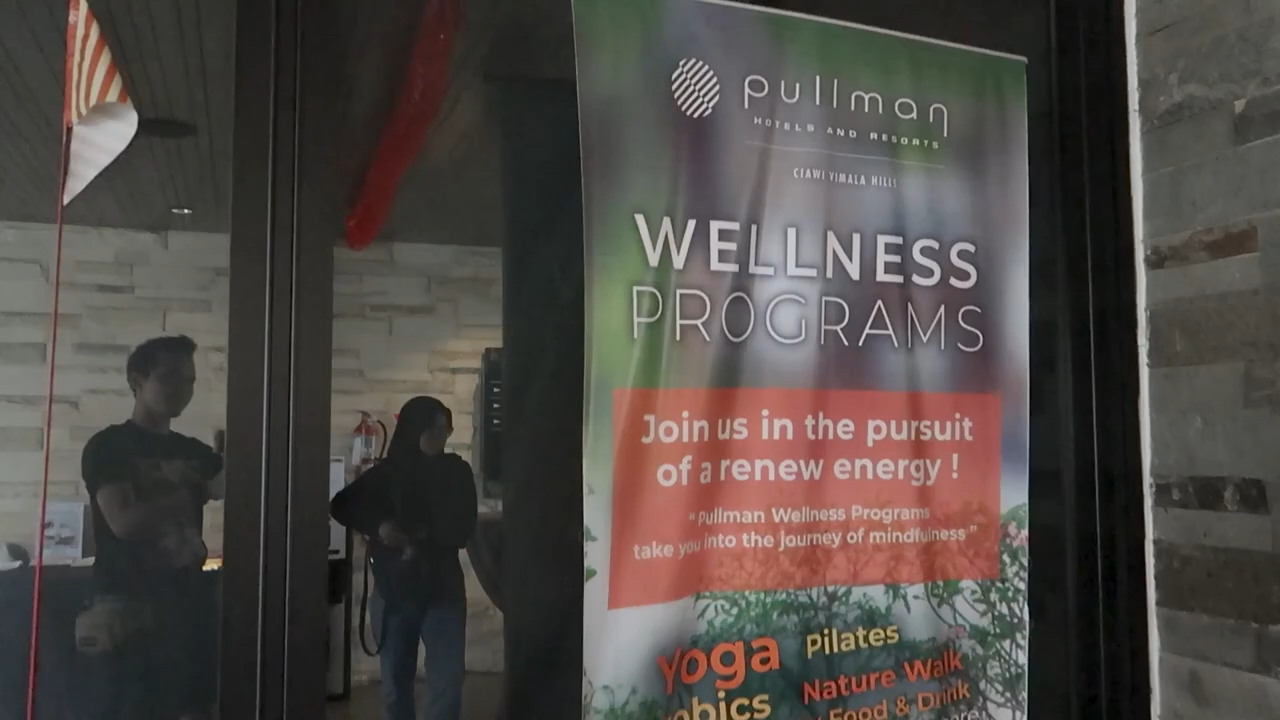 pullman
HOTELS AND RESORTS
CIAWI VIMALA HILLS
WELLNESS
PROGRAMS
Join us in the pursuit
of a renew energy !
"Pullman Wellness Programs
take you into the journey of mindfulness"
Yoga Pilates
Nature Walk
Food & Drink